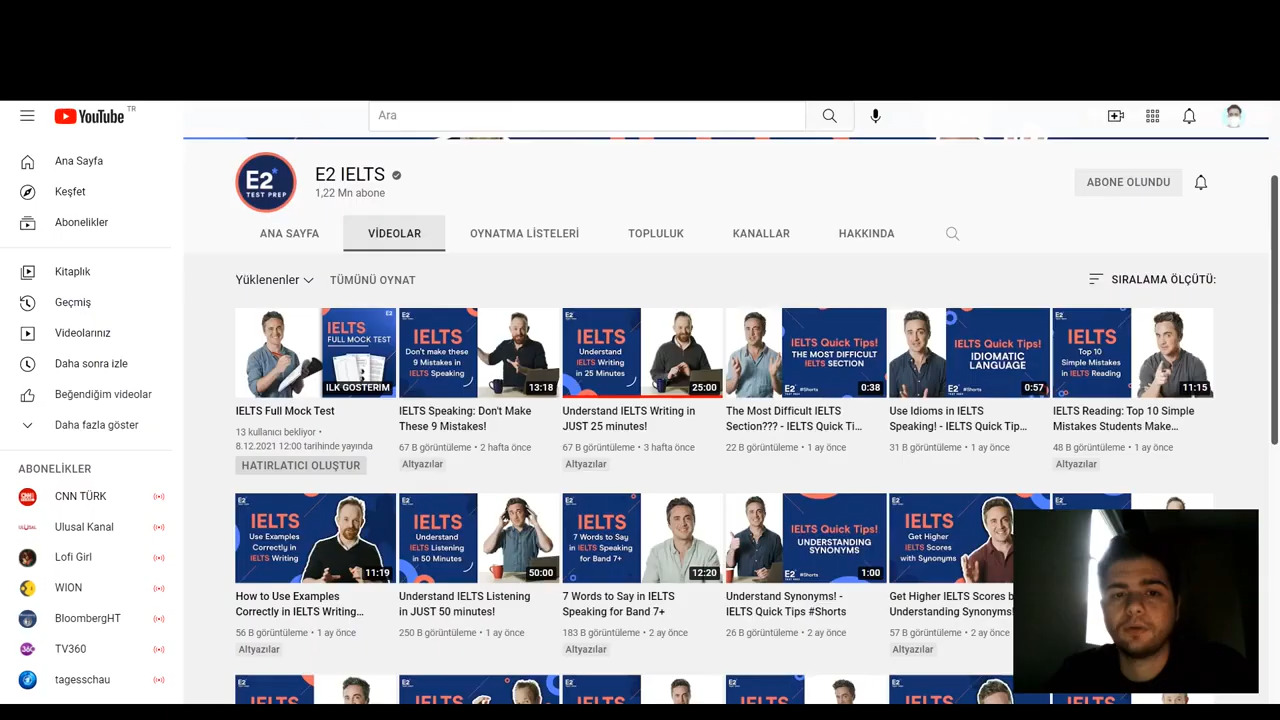 YouTube TR
Ara
Ana Sayfa
Keşfet
Abonelikler
Kitaplık
Geçmiş
Videolarınız
Daha sonra izle
Beğendiğim videolar
Daha fazla göster
ABONELİKLER
CNN TÜRK
Ulusal Kanal
Lofi Girl
WION
BloombergHT
TV360
tagesschau
E2
TEST PREP
E2 IELTS
1,22 Mn abone
ABONE OLUNDU
ANA SAYFA VİDEOLAR OYNATMA LİSTELERİ TOPLULUK KANALLAR HAKKINDA
Yüklenenler TÜMÜNÜ OYNAT
SIRALAMA ÖLÇÜTÜ:
IELTS
FULL MOCK TEST
İLK GÖSTERİM
IELTS Full Mock Test
13 kullanıcı bekliyor •
8.12.2021 12:00 tarihinde yayında
HATIRLATICI OLUŞTUR
IELTS
Don't make
these
9 Mistakes in
IELTS Speaking
13:18
IELTS Speaking: Don't Make
These 9 Mistakes!
67 B görüntüleme • 2 hafta önce
Altyazılar
IELTS
Understand
IELTS Writing
in 25 Minutes
25:00
Understand IELTS Writing in
JUST 25 minutes!
67 B görüntüleme • 3 hafta önce
Altyazılar
IELTS Quick Tips!
THE MOST DIFFICULT
IELTS SECTION
E2 #Shorts
0:38
The Most Difficult IELTS
Section??? - IELTS Quick Ti...
22 B görüntüleme • 1 ay önce
IELTS Quick Tips!
IDIOMATIC
LANGUAGE
E2 #Shorts
0:57
Use Idioms in IELTS
Speaking! - IELTS Quick Tip...
31 B görüntüleme • 1 ay önce
IELTS
Top 10
Simple
Mistakes
in IELTS
Reading
11:15
IELTS Reading: Top 10 Simple
Mistakes Students Make...
48 B görüntüleme • 1 ay önce
Altyazılar
IELTS
Use Examples
Correctly in
IELTS Writing
11:19
How to Use Examples
Correctly in IELTS Writing...
56 B görüntüleme • 1 ay önce
Altyazılar
IELTS
Understand
IELTS Listening
in 50 Minutes
50:00
Understand IELTS Listening
in JUST 50 minutes!
250 B görüntüleme • 1 ay önce
IELTS
7 Words to Say
in IELTS
Speaking for
Band 7+
12:20
7 Words to Say in IELTS
Speaking for Band 7+
183 B görüntüleme • 2 ay önce
Altyazılar
IELTS Quick Tips!
UNDERSTANDING
SYNONYMS
E2 #Shorts
1:00
Understand Synonyms! -
IELTS Quick Tips #Shorts
26 B görüntüleme • 2 ay önce
IELTS
Get Higher
IELTS Scores
with Synonyms
Get Higher IELTS Scores b
Understanding Synonyms!
57 B görüntüleme • 2 ay önce
Altyazılar